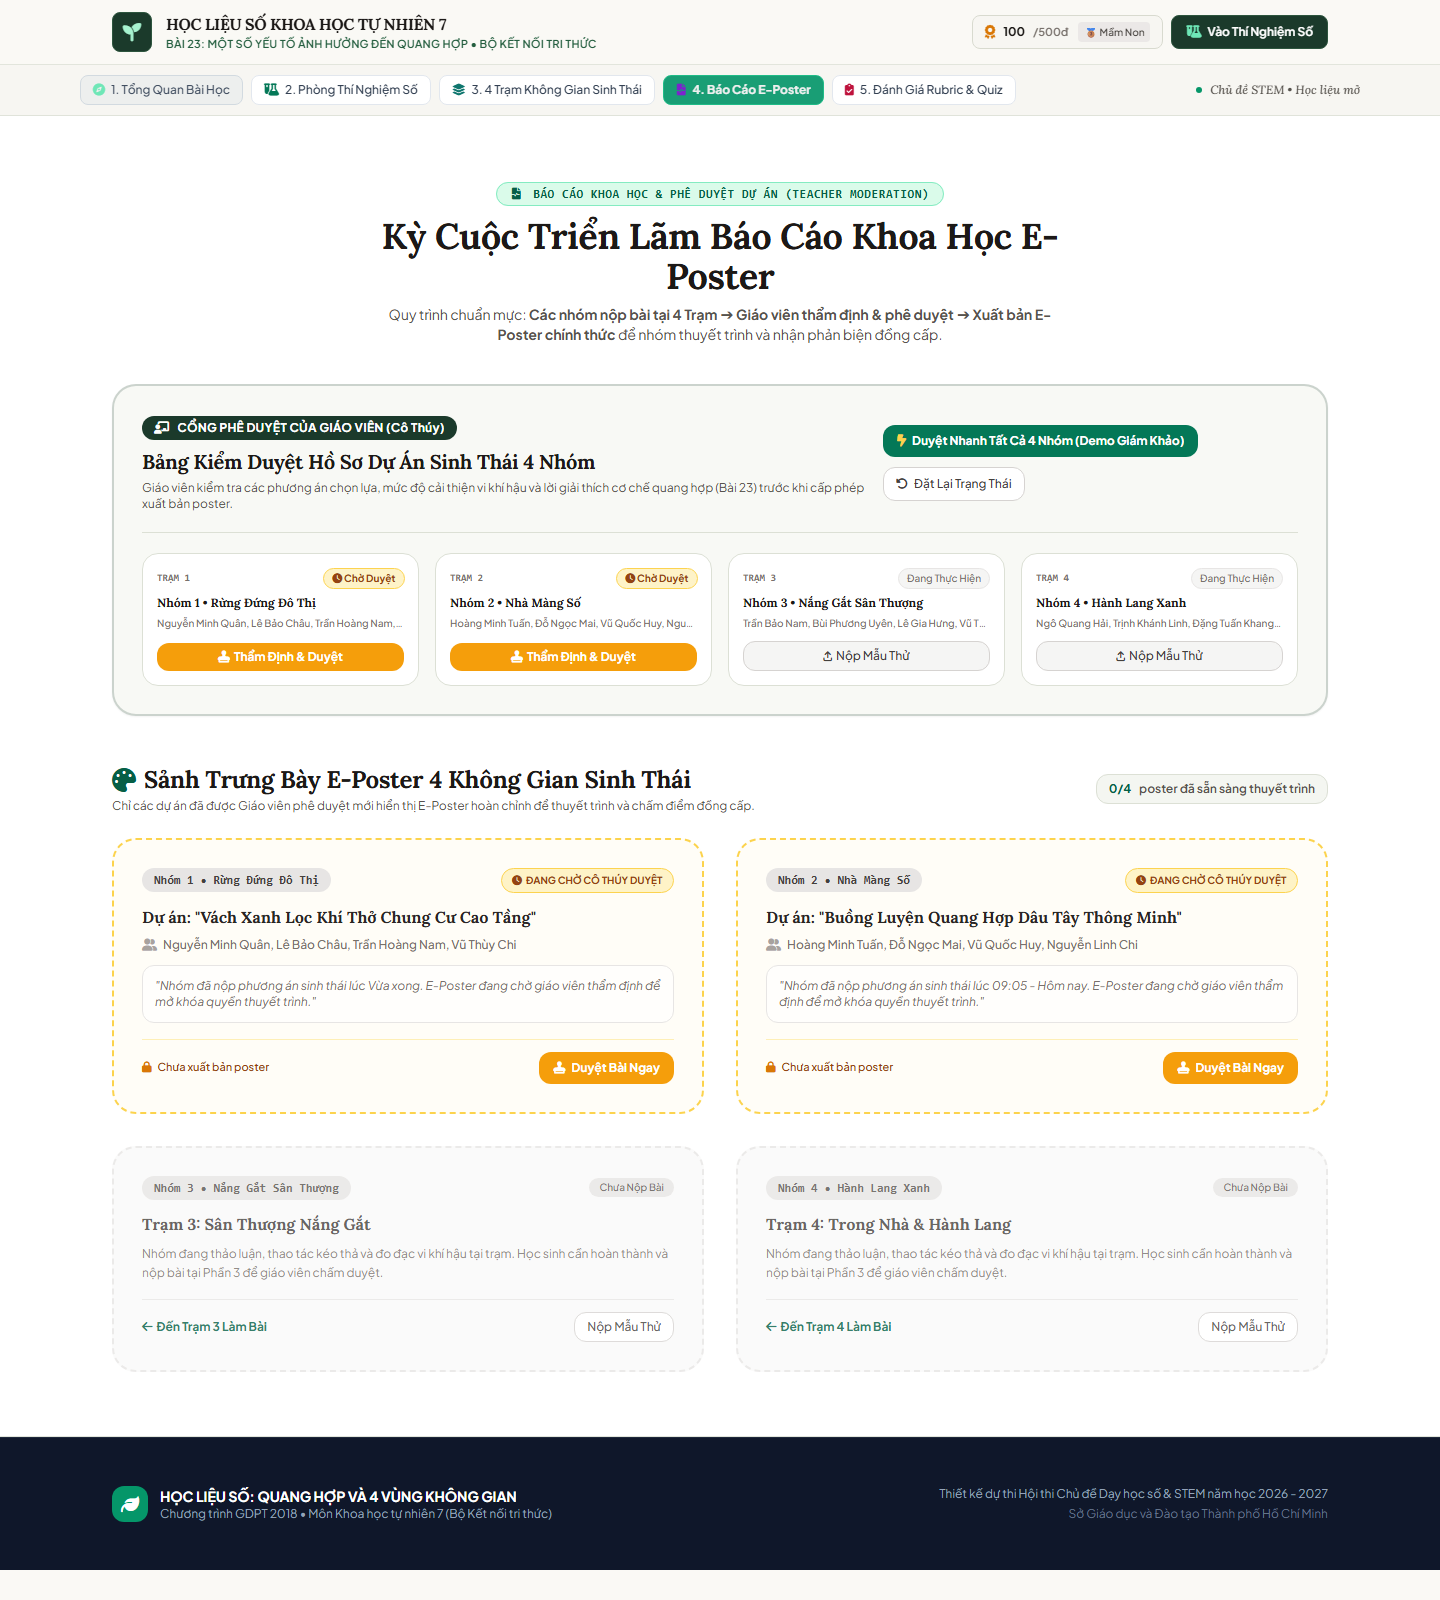 HỌC LIỆU SỐ KHOA HỌC TỰ NHIÊN 7
BÀI 23: MỘT SỐ YẾU TỐ ẢNH HƯỞNG ĐẾN QUANG HỢP • BỘ KẾT NỐI TRI THỨC
100 /500đ Mầm Non
Vào Thí Nghiệm Số
1. Tổng Quan Bài Học
2. Phòng Thí Nghiệm Số
3. 4 Trạm Không Gian Sinh Thái
4. Báo Cáo E-Poster
5. Đánh Giá Rubric & Quiz
Chủ đề STEM • Học liệu mở
BÁO CÁO KHOA HỌC & PHÊ DUYỆT DỰ ÁN (TEACHER MODERATION)
Kỳ Cuộc Triển Lãm Báo Cáo Khoa Học E-
Poster
Quy trình chuẩn mực: Các nhóm nộp bài tại 4 Trạm → Giáo viên thẩm định & phê duyệt → Xuất bản E-
Poster chính thức để nhóm thuyết trình và nhận phản biện đồng cấp.
CỔNG PHÊ DUYỆT CỦA GIÁO VIÊN (Cô Thúy)
Bảng Kiểm Duyệt Hồ Sơ Dự Án Sinh Thái 4 Nhóm
Giáo viên kiểm tra các phương án chọn lựa, mức độ cải thiện vi khí hậu và lời giải thích cơ chế quang hợp (Bài 23) trước khi cấp phép
xuất bản poster.
Duyệt Nhanh Tất Cả 4 Nhóm (Demo Giám Khảo)
Đặt Lại Trạng Thái
TRẠM 1 Chờ Duyệt
Nhóm 1 • Rừng Đứng Đô Thị
Nguyễn Minh Quân, Lê Bảo Châu, Trần Hoàng Nam,...
Thẩm Định & Duyệt
TRẠM 2 Chờ Duyệt
Nhóm 2 • Nhà Màng Số
Hoàng Minh Tuấn, Đỗ Ngọc Mai, Vũ Quốc Huy, Ngu...
Thẩm Định & Duyệt
TRẠM 3 Đang Thực Hiện
Nhóm 3 • Nắng Gắt Sân Thượng
Trần Bảo Nam, Bùi Phương Uyên, Lê Gia Hưng, Vũ T...
Nộp Mẫu Thử
TRẠM 4 Đang Thực Hiện
Nhóm 4 • Hành Lang Xanh
Ngô Quang Hải, Trịnh Khánh Linh, Đặng Tuấn Khang...
Nộp Mẫu Thử
Sảnh Trưng Bày E-Poster 4 Không Gian Sinh Thái
Chỉ các dự án đã được Giáo viên phê duyệt mới hiển thị E-Poster hoàn chỉnh để thuyết trình và chấm điểm đồng cấp.
0/4 poster đã sẵn sàng thuyết trình
Nhóm 1 • Rừng Đứng Đô Thị ĐANG CHỜ CÔ THÚY DUYỆT
Dự án: "Vách Xanh Lọc Khí Thở Chung Cư Cao Tầng"
Nguyễn Minh Quân, Lê Bảo Châu, Trần Hoàng Nam, Vũ Thùy Chi
"Nhóm đã nộp phương án sinh thái lúc Vừa xong. E-Poster đang chờ giáo viên thẩm định để
mở khóa quyền thuyết trình."
Chưa xuất bản poster Duyệt Bài Ngay
Nhóm 2 • Nhà Màng Số ĐANG CHỜ CÔ THÚY DUYỆT
Dự án: "Buồng Luyện Quang Hợp Dâu Tây Thông Minh"
Hoàng Minh Tuấn, Đỗ Ngọc Mai, Vũ Quốc Huy, Nguyễn Linh Chi
"Nhóm đã nộp phương án sinh thái lúc 09:05 - Hôm nay. E-Poster đang chờ giáo viên thẩm
định để mở khóa quyền thuyết trình."
Chưa xuất bản poster Duyệt Bài Ngay
Nhóm 3 • Nắng Gắt Sân Thượng Chưa Nộp Bài
Trạm 3: Sân Thượng Nắng Gắt
Nhóm đang thảo luận, thao tác kéo thả và đo đạc vi khí hậu tại trạm. Học sinh cần hoàn thành và
nộp bài tại Phần 3 để giáo viên chấm duyệt.
← Đến Trạm 3 Làm Bài Nộp Mẫu Thử
Nhóm 4 • Hành Lang Xanh Chưa Nộp Bài
Trạm 4: Trong Nhà & Hành Lang
Nhóm đang thảo luận, thao tác kéo thả và đo đạc vi khí hậu tại trạm. Học sinh cần hoàn thành và
nộp bài tại Phần 3 để giáo viên chấm duyệt.
← Đến Trạm 4 Làm Bài Nộp Mẫu Thử
HỌC LIỆU SỐ: QUANG HỢP VÀ 4 VÙNG KHÔNG GIAN
Chương trình GDPT 2018 • Môn Khoa học tự nhiên 7 (Bộ Kết nối tri thức)
Thiết kế dự thi Hội thi Chủ đề Dạy học số & STEM năm học 2026 - 2027
Sở Giáo dục và Đào tạo Thành phố Hồ Chí Minh